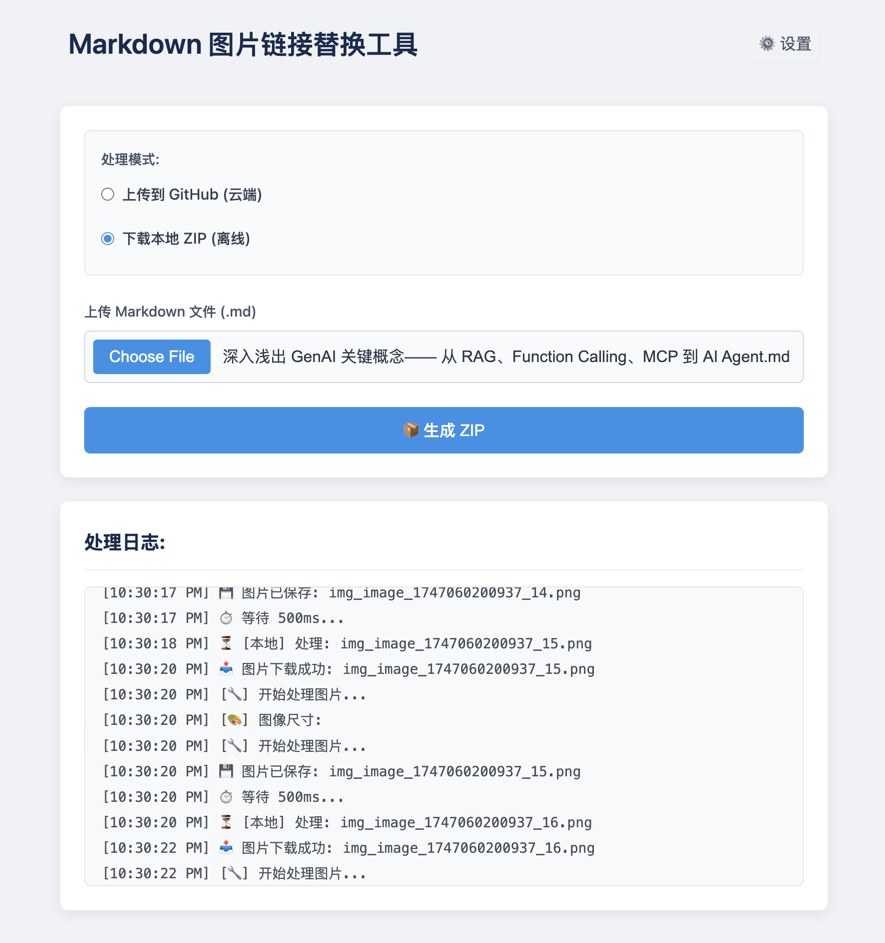 Markdown 图片链接替换工具
⚙️ 设置
处理模式:
上传到 GitHub (云端)
下载本地 ZIP (离线)
上传 Markdown 文件 (.md)
Choose File 深入浅出 GenAI 关键概念—— 从 RAG、Function Calling、MCP 到 AI Agent.md
📦 生成 ZIP
处理日志:
[10:30:17 PM] 💾 图片已保存: img_image_1747060200937_14.png
[10:30:17 PM] ⏱️ 等待 500ms...
[10:30:18 PM] ⏳ [本地] 处理: img_image_1747060200937_15.png
[10:30:20 PM] 📥 图片下载成功: img_image_1747060200937_15.png
[10:30:20 PM] [🔧] 开始处理图片...
[10:30:20 PM] [🎨] 图像尺寸:
[10:30:20 PM] [🔧] 开始处理图片...
[10:30:20 PM] 💾 图片已保存: img_image_1747060200937_15.png
[10:30:20 PM] ⏱️ 等待 500ms...
[10:30:20 PM] ⏳ [本地] 处理: img_image_1747060200937_16.png
[10:30:22 PM] 📥 图片下载成功: img_image_1747060200937_16.png
[10:30:22 PM] [🔧] 开始处理图片...